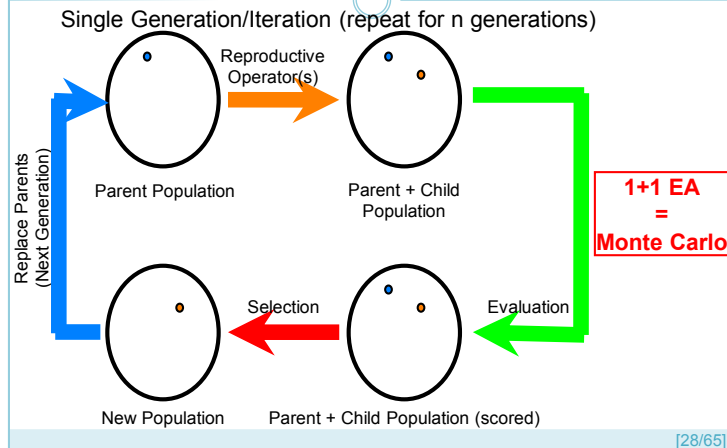 Single Generation/Iteration (repeat for n generations)
Reproductive
Operator(s)
Parent Population
Parent + Child
Population
Replace Parents
(Next Generation)
1+1 EA
=
Monte Carlo
Selection
Evaluation
New Population
Parent + Child Population (scored)
[28/65]